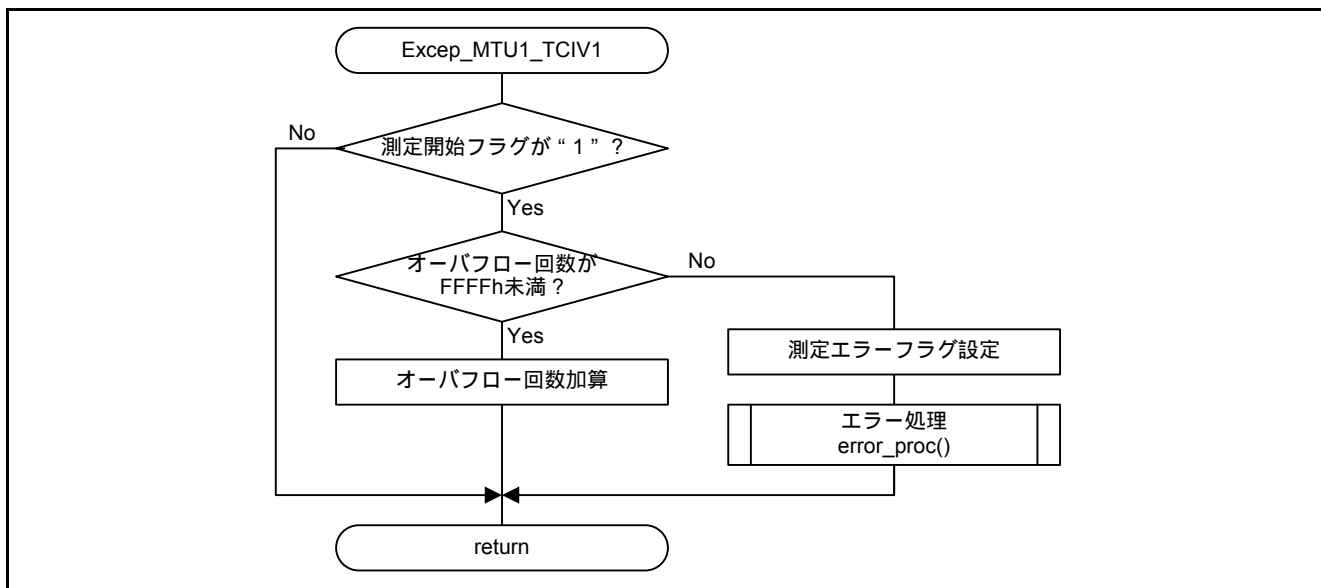 Excep_MTU1_TCIV1
No
測定開始フラグが“1”?
Yes
オーバフロー回数が
FFFFh未満?
No
Yes
オーバフロー回数加算
測定エラーフラグ設定
エラー処理
error_proc()
return